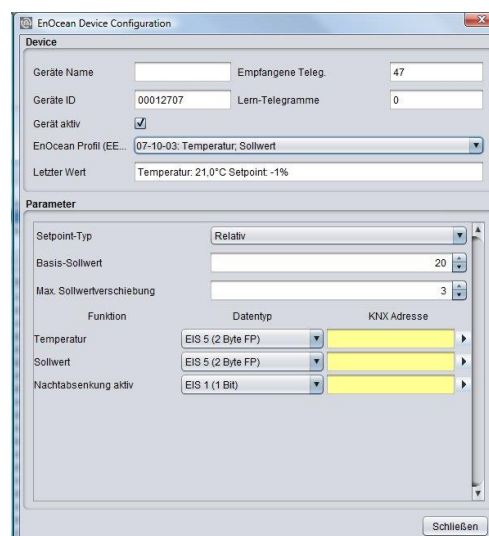 EnOcean Device Configuration
Device
Geräte Name
Empfangene Teleg. 47
Geräte ID 00012707 Lern-Telegramme 0
Gerät aktiv
EnOcean Profil (EE... 07-10-03: Temperatur; Sollwert
Letzter Wert Temperatur: 21,0°C Setpoint: -1%
Parameter
Setpoint-Typ Relativ
Basis-Sollwert 20
Max. Sollwertverschiebung 3
Funktion Datentyp KNX Adresse
Temperatur EIS 5 (2 Byte FP)
Sollwert EIS 5 (2 Byte FP)
Nachtabsenkung aktiv EIS 1 (1 Bit)
Schließen